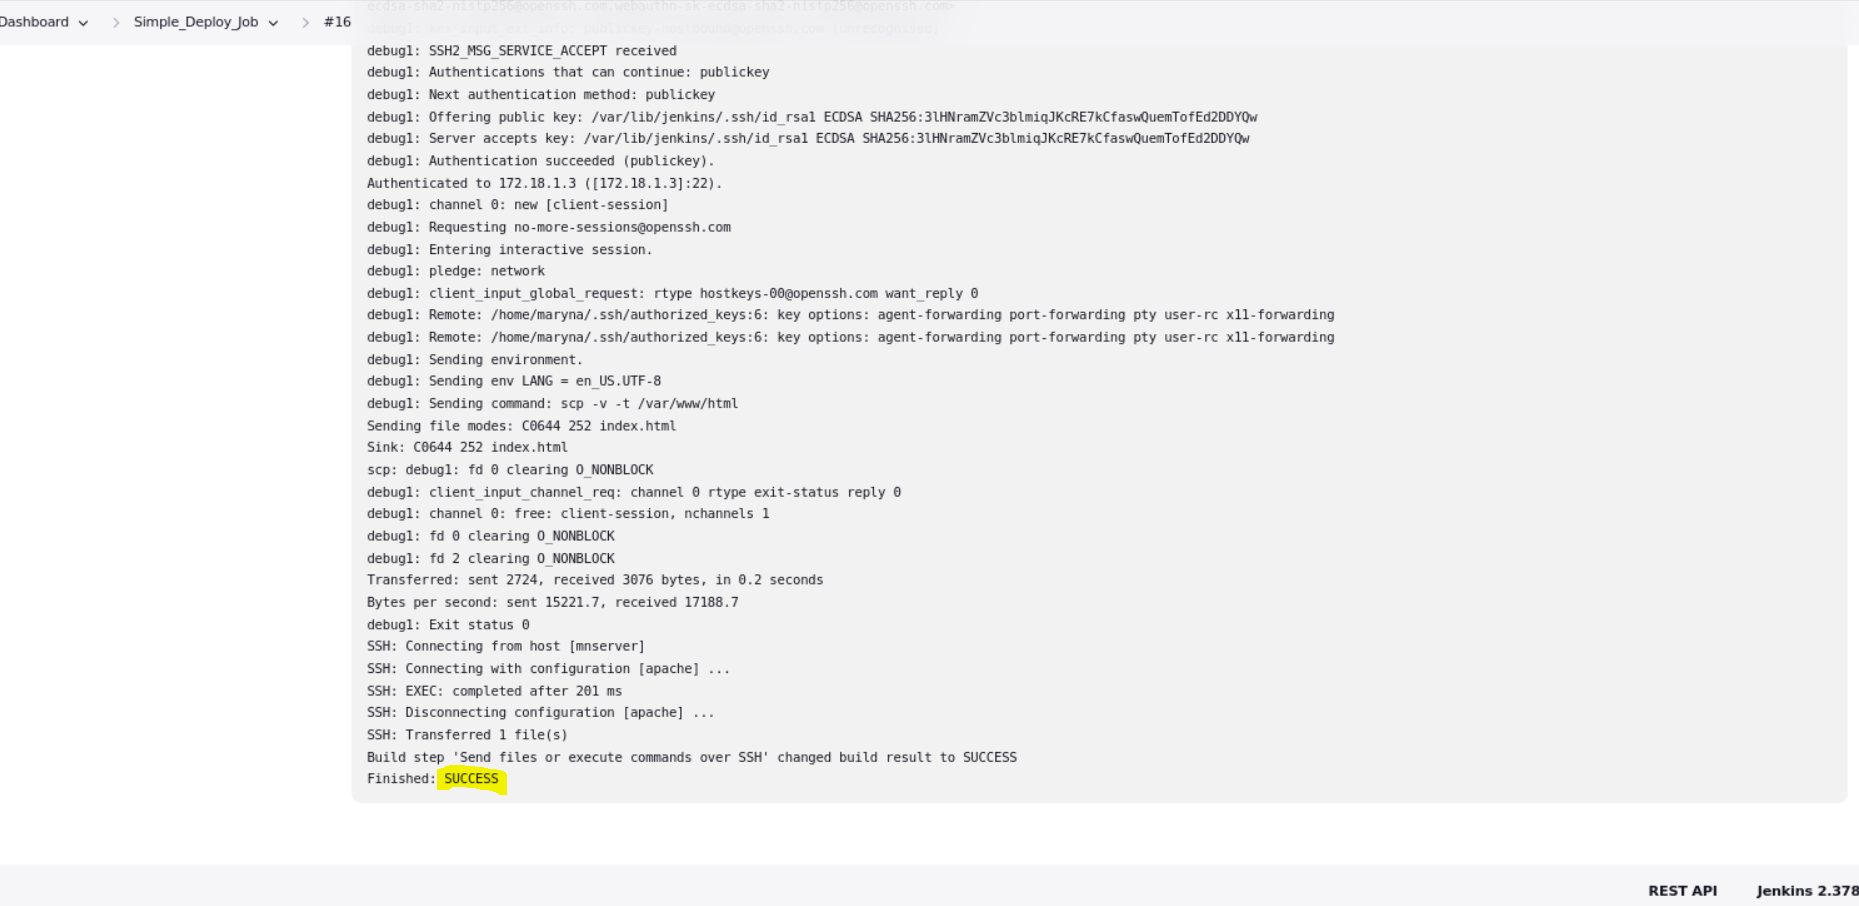 Dashboard
Simple_Deploy_Job
#16
ecdsa-sha2-nistp256@openssh.com,webauthn-sk-ecdsa-sha2-nistp256@openssh.com>
debug1: kex_input_ext_info: publickey-hostbound@openssh.com (unrecognised)
debug1: SSH2_MSG_SERVICE_ACCEPT received
debug1: Authentications that can continue: publickey
debug1: Next authentication method: publickey
debug1: Offering public key: /var/lib/jenkins/.ssh/id_rsa1 ECDSA SHA256:3lHNramZVc3blmiqJKcRE7kCfaswQuemTofEd2DDYQw
debug1: Server accepts key: /var/lib/jenkins/.ssh/id_rsa1 ECDSA SHA256:3lHNramZVc3blmiqJKcRE7kCfaswQuemTofEd2DDYQw
debug1: Authentication succeeded (publickey).
Authenticated to 172.18.1.3 ([172.18.1.3]:22).
debug1: channel 0: new [client-session]
debug1: Requesting no-more-sessions@openssh.com
debug1: Entering interactive session.
debug1: pledge: network
debug1: client_input_global_request: rtype hostkeys-00@openssh.com want_reply 0
debug1: Remote: /home/maryna/.ssh/authorized_keys:6: key options: agent-forwarding port-forwarding pty user-rc x11-forwarding
debug1: Remote: /home/maryna/.ssh/authorized_keys:6: key options: agent-forwarding port-forwarding pty user-rc x11-forwarding
debug1: Sending environment.
debug1: Sending env LANG = en_US.UTF-8
debug1: Sending command: scp -v -t /var/www/html
Sending file modes: C0644 252 index.html
Sink: C0644 252 index.html
scp: debug1: fd 0 clearing O_NONBLOCK
debug1: client_input_channel_req: channel 0 rtype exit-status reply 0
debug1: channel 0: free: client-session, nchannels 1
debug1: fd 0 clearing O_NONBLOCK
debug1: fd 2 clearing O_NONBLOCK
Transferred: sent 2724, received 3076 bytes, in 0.2 seconds
Bytes per second: sent 15221.7, received 17188.7
debug1: Exit status 0
SSH: Connecting from host [mnserver]
SSH: Connecting with configuration [apache] ...
SSH: EXEC: completed after 201 ms
SSH: Disconnecting configuration [apache] ...
SSH: Transferred 1 file(s)
Build step 'Send files or execute commands over SSH' changed build result to SUCCESS
Finished: SUCCESS
REST API
Jenkins 2.378